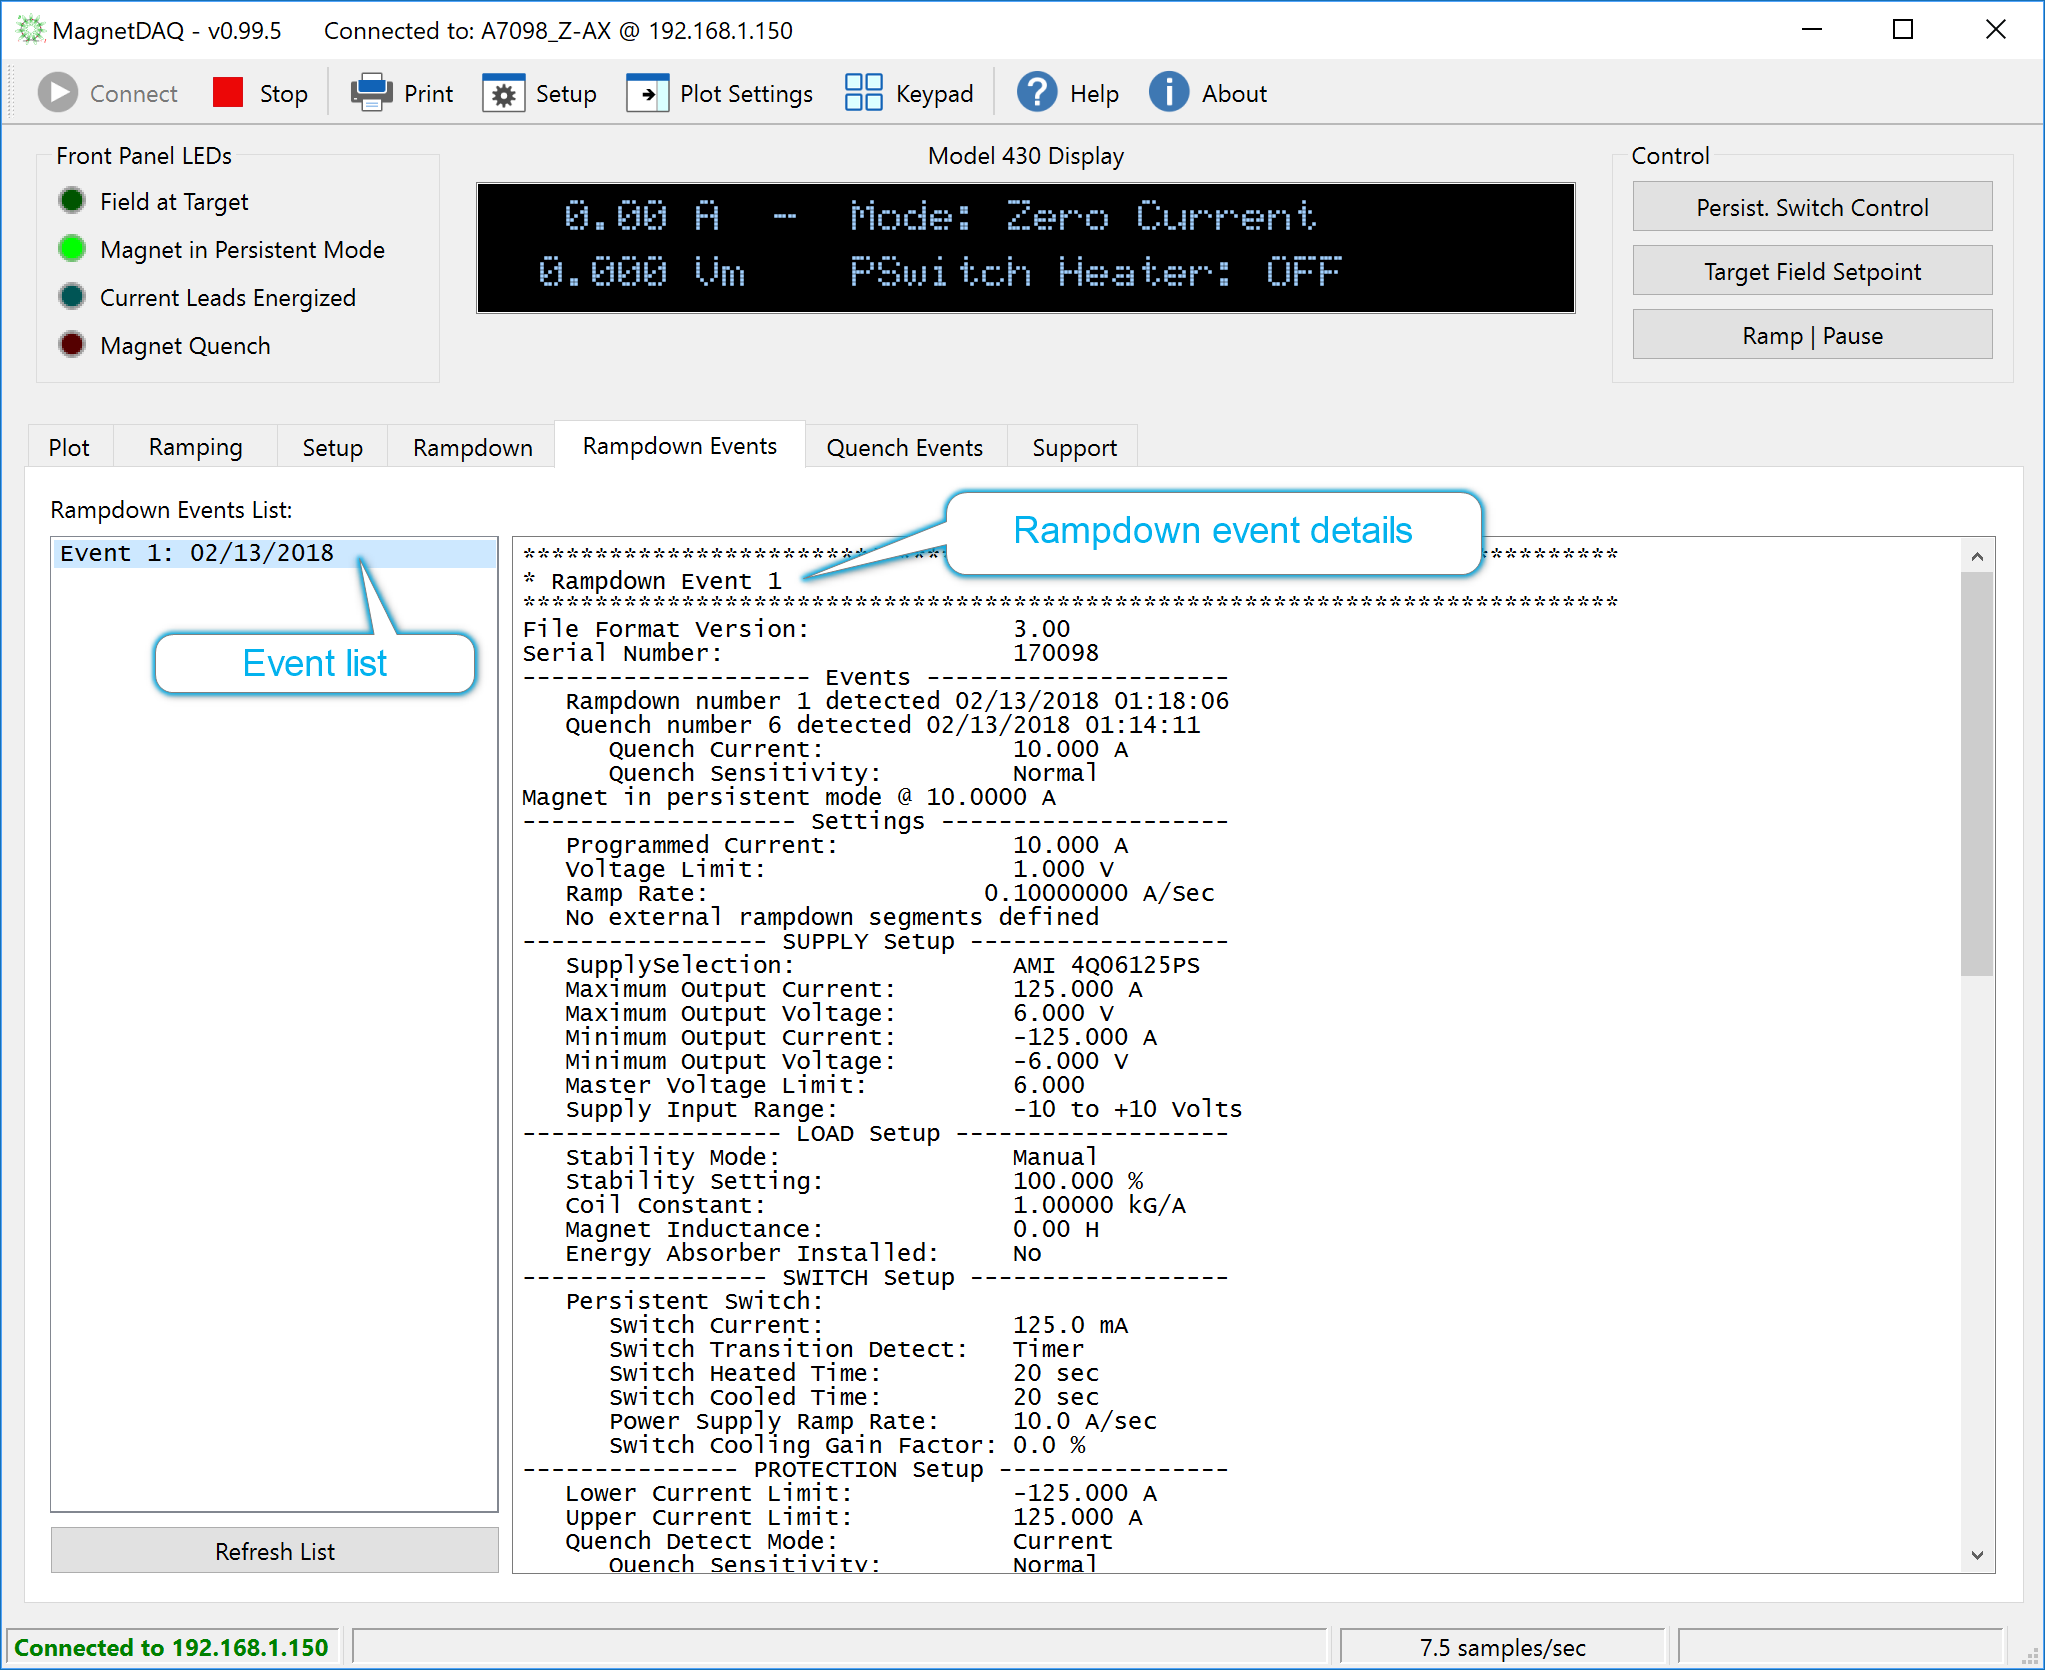 MagnetDAQ - v0.99.5 Connected to: A7098_Z-AX @ 192.168.1.150
Connect Stop Print Setup Plot Settings Keypad Help About
Front Panel LEDs
Field at Target
Magnet in Persistent Mode
Current Leads Energized
Magnet Quench
Model 430 Display
0.00 A -- Mode: Zero Current
0.000 Vm PSwitch Heater: OFF
Control
Persist. Switch Control
Target Field Setpoint
Ramp | Pause
Plot Ramping Setup Rampdown Rampdown Events Quench Events Support
Rampdown Events List:
Event 1: 02/13/2018
Event list
Refresh List
Rampdown event details
* Rampdown Event 1
****************************************************************************
File Format Version: 3.00
Serial Number: 170098
-------------------- Events ---------------------
Rampdown number 1 detected 02/13/2018 01:18:06
Quench number 6 detected 02/13/2018 01:14:11
Quench Current: 10.000 A
Quench Sensitivity: Normal
Magnet in persistent mode @ 10.0000 A
------------------- Settings --------------------
Programmed Current: 10.000 A
Voltage Limit: 1.000 V
Ramp Rate: 0.10000000 A/Sec
No external rampdown segments defined
----------------- SUPPLY Setup ------------------
SupplySelection: AMI 4Q06125PS
Maximum Output Current: 125.000 A
Maximum Output Voltage: 6.000 V
Minimum Output Current: -125.000 A
Minimum Output Voltage: -6.000 V
Master Voltage Limit: 6.000
Supply Input Range: -10 to +10 Volts
------------------ LOAD Setup -------------------
Stability Mode: Manual
Stability Setting: 100.000 %
Coil Constant: 1.00000 kG/A
Magnet Inductance: 0.00 H
Energy Absorber Installed: No
----------------- SWITCH Setup ------------------
Persistent Switch:
Switch Current: 125.0 mA
Switch Transition Detect: Timer
Switch Heated Time: 20 sec
Switch Cooled Time: 20 sec
Power Supply Ramp Rate: 10.0 A/sec
Switch Cooling Gain Factor: 0.0 %
--------------- PROTECTION Setup ----------------
Lower Current Limit: -125.000 A
Upper Current Limit: 125.000 A
Quench Detect Mode: Current
Quench Sensitivity: Normal
Connected to 192.168.1.150
7.5 samples/sec